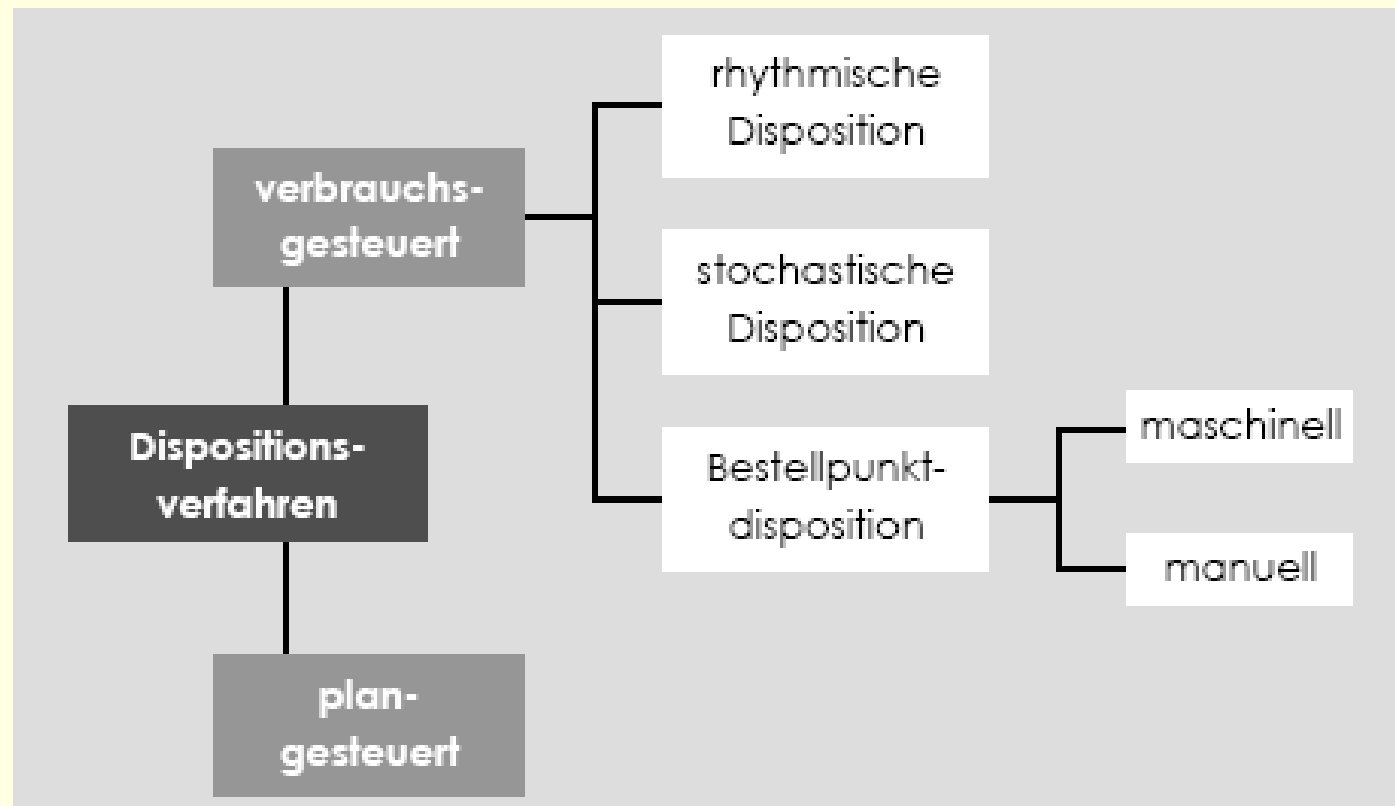 rhythmische
Disposition
verbrauchs-
gesteuert
stochastische
Disposition
Dispositions-
verfahren
Bestellpunkt-
disposition
maschinell
manuell
plan-
gesteuert